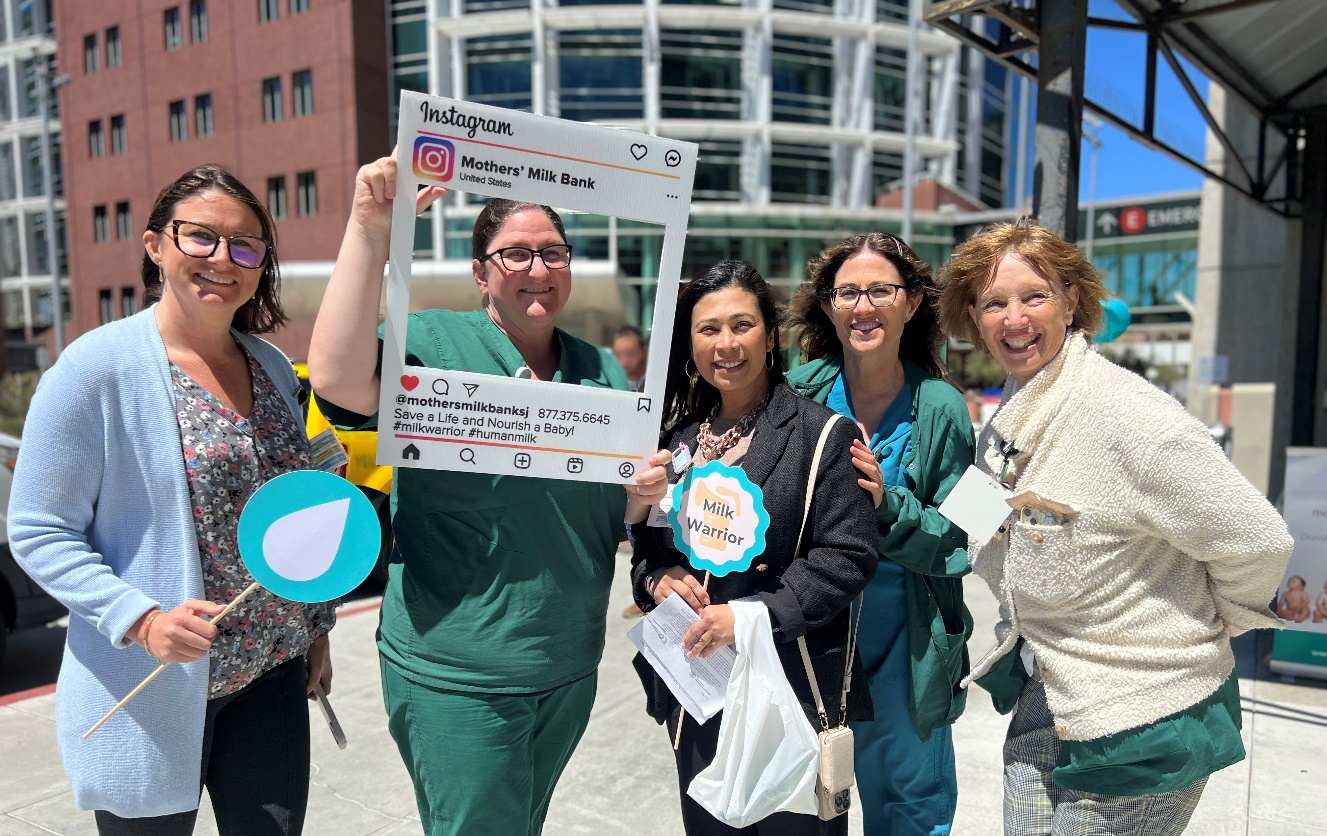 Instagram
Mothers' Milk Bank
United States
@mothersmilkbanksj 877.375.6645
Save a Life and Nourish a Baby!
#milkwarrior #humanmilk
Milk
Warrior
E